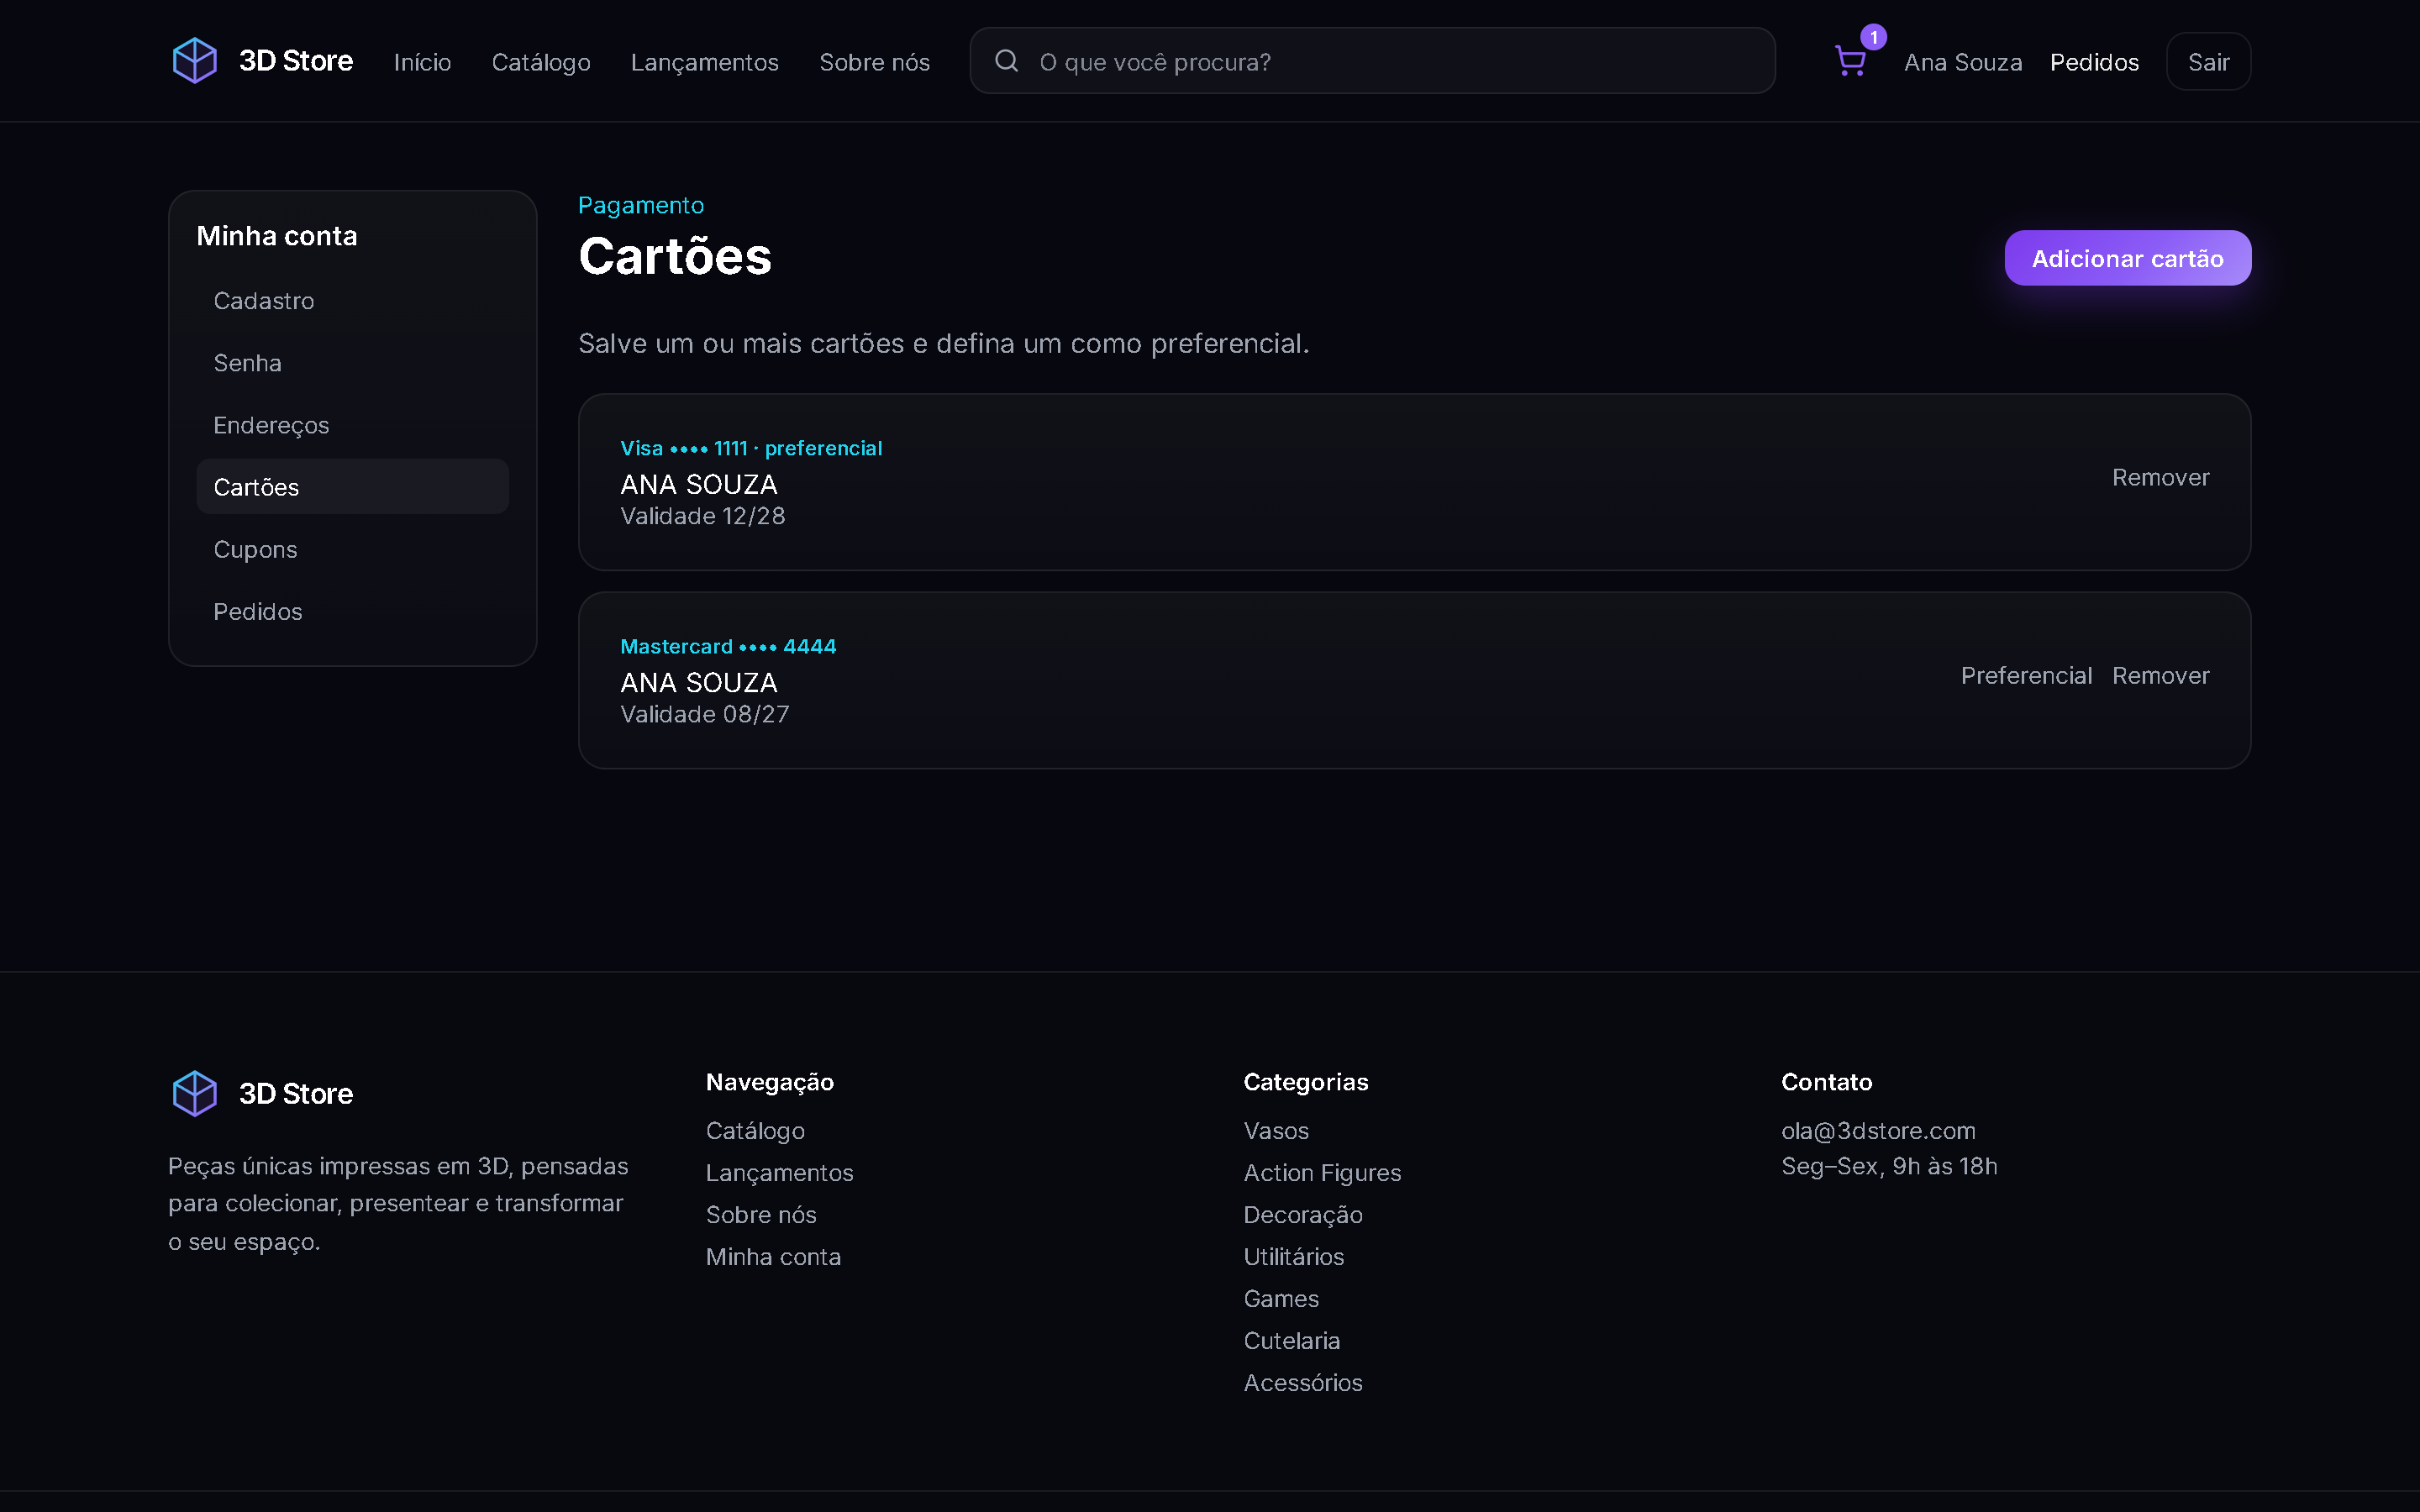 3D Store
Início
Catálogo
Lançamentos
Sobre nós
O que você procura?
1
Ana Souza
Pedidos
Sair
Minha conta
Cadastro
Senha
Endereços
Cartões
Cupons
Pedidos
Pagamento
Cartões
Adicionar cartão
Salve um ou mais cartões e defina um como preferencial.
Visa •••• 1111 · preferencial
ANA SOUZA
Validade 12/28
Remover
Mastercard •••• 4444
ANA SOUZA
Validade 08/27
Preferencial
Remover
3D Store
Peças únicas impressas em 3D, pensadas
para colecionar, presentear e transformar
o seu espaço.
Navegação
Catálogo
Lançamentos
Sobre nós
Minha conta
Categorias
Vasos
Action Figures
Decoração
Utilitários
Games
Cutelaria
Acessórios
Contato
ola@3dstore.com
Seg–Sex, 9h às 18h